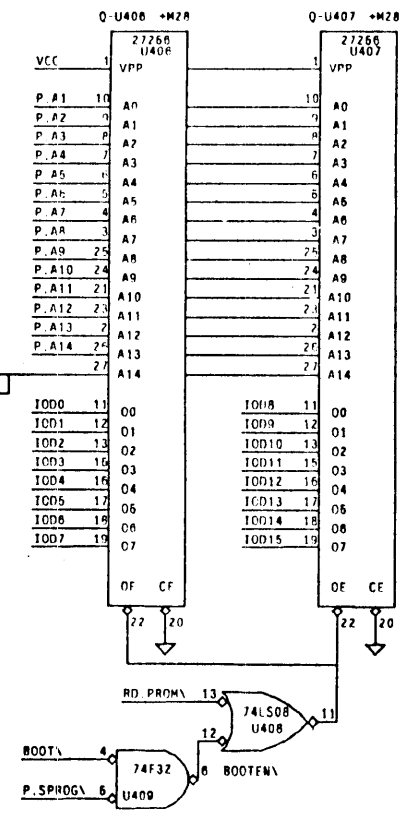 Q-U406 +M28 Q-U407 +M28
27256 27256
U406 U407
VCC 1 VPP 1 VPP
P.A1 10 A0 10 A0
P.A2 9 A1 9 A1
P.A3 8 A2 8 A2
P.A4 7 A3 7 A3
P.A5 6 A4 6 A4
P.A6 5 A5 5 A5
P.A7 4 A6 4 A6
P.A8 3 A7 3 A7
P.A9 25 A8 25 A8
P.A10 24 A9 24 A9
P.A11 21 A10 21 A10
P.A12 23 A11 23 A11
P.A13 2 A12 2 A12
P.A14 26 A13 26 A13
27 A14 27 A14
IOD0 11 O0 IOD8 11 O0
IOD1 12 O1 IOD9 12 O1
IOD2 13 O2 IOD10 13 O2
IOD3 15 O3 IOD11 15 O3
IOD4 16 O4 IOD12 16 O4
IOD5 17 O5 IOD13 17 O5
IOD6 18 O6 IOD14 18 O6
IOD7 19 O7 IOD15 19 O7
OE CE OE CE
22 20 22 20
RD.PROM\ 13 74LS08 11
12 U408
BOOT\ 4 74F32 6 BOOTEN\
P.SPROG\ 5 U409